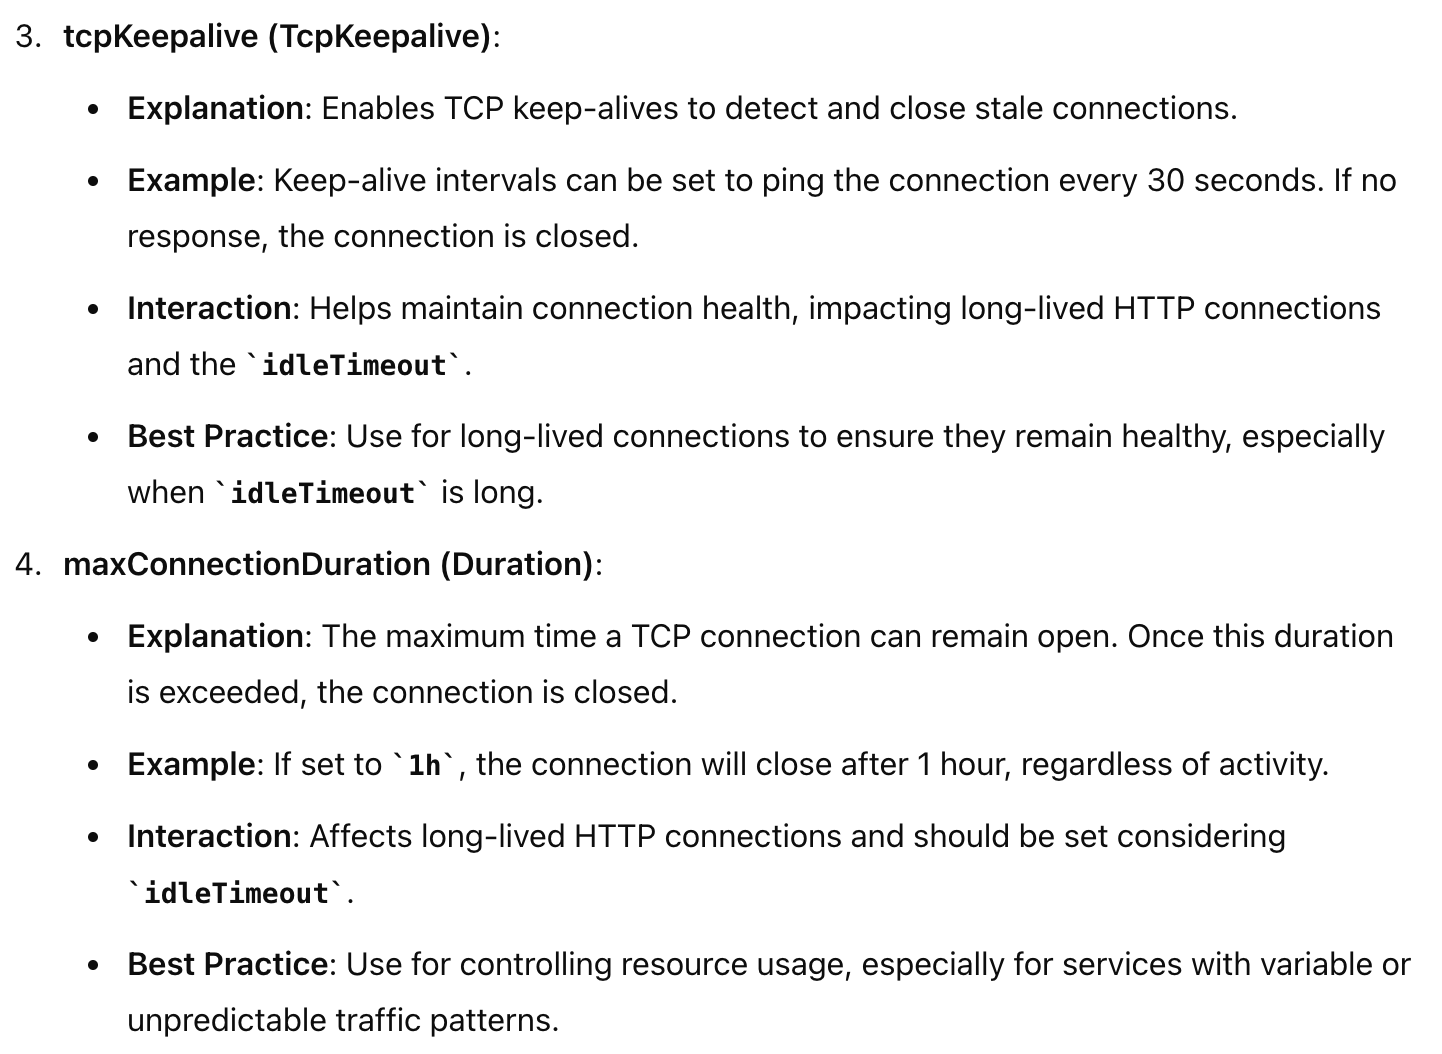 3. tcpKeepalive (TcpKeepalive):
• Explanation: Enables TCP keep-alives to detect and close stale connections.
• Example: Keep-alive intervals can be set to ping the connection every 30 seconds. If no
response, the connection is closed.
• Interaction: Helps maintain connection health, impacting long-lived HTTP connections
and the `idleTimeout`.
• Best Practice: Use for long-lived connections to ensure they remain healthy, especially
when `idleTimeout` is long.
4. maxConnectionDuration (Duration):
• Explanation: The maximum time a TCP connection can remain open. Once this duration
is exceeded, the connection is closed.
• Example: If set to `1h`, the connection will close after 1 hour, regardless of activity.
• Interaction: Affects long-lived HTTP connections and should be set considering
`idleTimeout`.
• Best Practice: Use for controlling resource usage, especially for services with variable or
unpredictable traffic patterns.